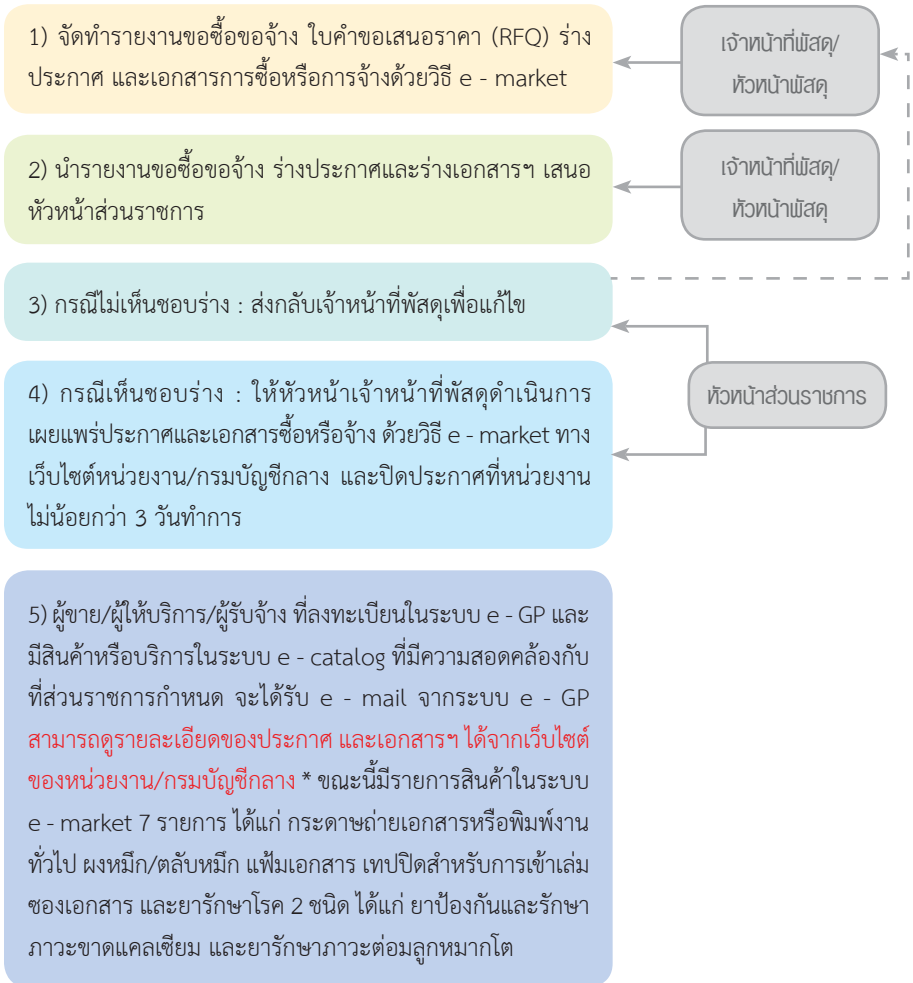 1) จัดทำรายงานขอซื้อขอจ้าง ใบคำขอเสนอราคา (RFQ) ร่าง
ประกาศ และเอกสารการซื้อหรือการจ้างด้วยวิธี e - market
เจ้าหน้าที่พัสดุ/
หัวหน้าพัสดุ
2) นำรายงานขอซื้อขอจ้าง ร่างประกาศและร่างเอกสารฯ เสนอ
หัวหน้าส่วนราชการ
เจ้าหน้าที่พัสดุ/
หัวหน้าพัสดุ
3) กรณีไม่เห็นชอบร่าง : ส่งกลับเจ้าหน้าที่พัสดุเพื่อแก้ไข
4) กรณีเห็นชอบร่าง : ให้หัวหน้าเจ้าหน้าที่พัสดุดำเนินการ
เผยแพร่ประกาศและเอกสารซื้อหรือจ้าง ด้วยวิธี e - market ทาง
เว็บไซต์หน่วยงาน/กรมบัญชีกลาง และปิดประกาศที่หน่วยงาน
ไม่น้อยกว่า 3 วันทำการ
หัวหน้าส่วนราชการ
5) ผู้ขาย/ผู้ให้บริการ/ผู้รับจ้าง ที่ลงทะเบียนในระบบ e - GP และ
มีสินค้าหรือบริการในระบบ e - catalog ที่มีความสอดคล้องกับ
ที่ส่วนราชการกำหนด จะได้รับ e - mail จากระบบ e - GP
สามารถดูรายละเอียดของประกาศ และเอกสารฯ ได้จากเว็บไซต์
ของหน่วยงาน/กรมบัญชีกลาง * ขณะนี้มีรายการสินค้าในระบบ
e - market 7 รายการ ได้แก่ กระดาษถ่ายเอกสารหรือพิมพ์งาน
ทั่วไป ผงหมึก/ตลับหมึก แฟ้มเอกสาร เทปปิดสำหรับการเข้าเล่ม
ซองเอกสาร และยารักษาโรค 2 ชนิด ได้แก่ ยาป้องกันและรักษา
ภาวะขาดแคลเซียม และยารักษาภาวะต่อมลูกหมากโต